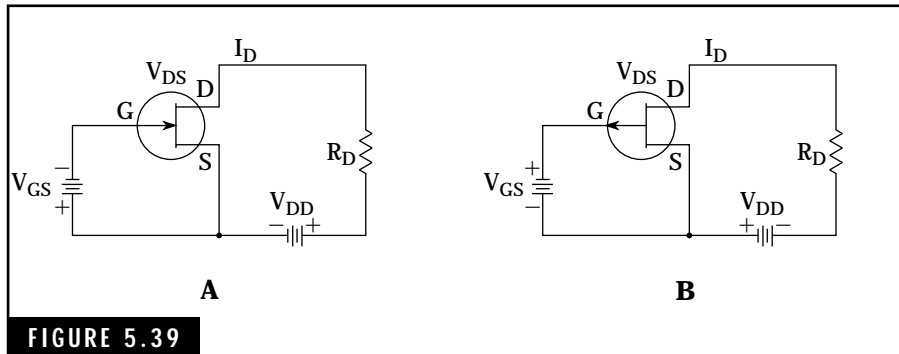 I_D
V_DS
D
G
S
R_D
−
V_GS
+
V_DD
− +
A
I_D
V_DS
D
G
S
R_D
+
V_GS
−
V_DD
+ −
B
FIGURE 5.39